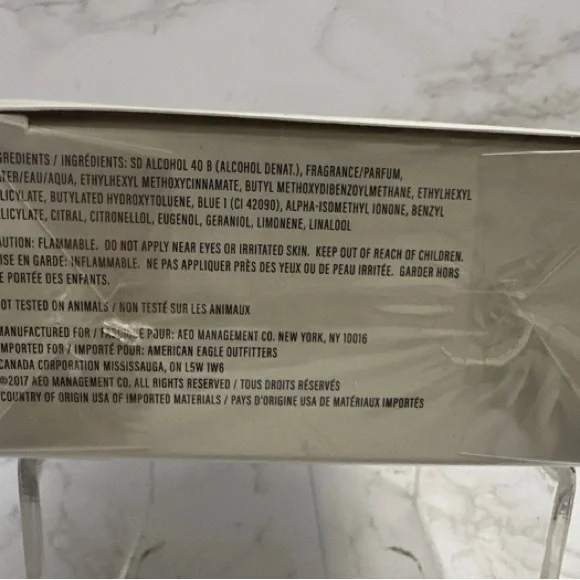 GREDIENTS / INGRÉDIENTS: SD ALCOHOL 40 B (ALCOHOL DENAT.), FRAGRANCE/PARFUM,
TER/EAU/AQUA, ETHYLHEXYL METHOXYCINNAMATE, BUTYL METHOXYDIBENZOYLMETHANE, ETHYLHEXYL
LICYLATE, BUTYLATED HYDROXYTOLUENE, BLUE 1 (CI 42090), ALPHA-ISOMETHYL IONONE, BENZYL
LICYLATE, CITRAL, CITRONELLOL, EUGENOL, GERANIOL, LIMONENE, LINALOOL
AUTION: FLAMMABLE. DO NOT APPLY NEAR EYES OR IRRITATED SKIN. KEEP OUT OF REACH OF CHILDREN.
ISE EN GARDE: INFLAMMABLE. NE PAS APPLIQUER PRÈS DES YEUX OU DE PEAU IRRITÉE. GARDER HORS
E PORTÉE DES ENFANTS.
OT TESTED ON ANIMALS / NON TESTÉ SUR LES ANIMAUX
MANUFACTURED FOR / POUR: AEO MANAGEMENT CO. NEW YORK, NY 10016
IMPORTED FOR / IMPORTÉ POUR: AMERICAN EAGLE OUTFITTERS
CANADA CORPORATION MISSISSAUGA, ON L5W 1W6
©2017 AEO MANAGEMENT CO. ALL RIGHTS RESERVED / TOUS DROITS RÉSERVÉS
COUNTRY OF ORIGIN USA OF IMPORTED MATERIALS / PAYS D'ORIGINE USA DE MATÉRIAUX IMPORTÉS